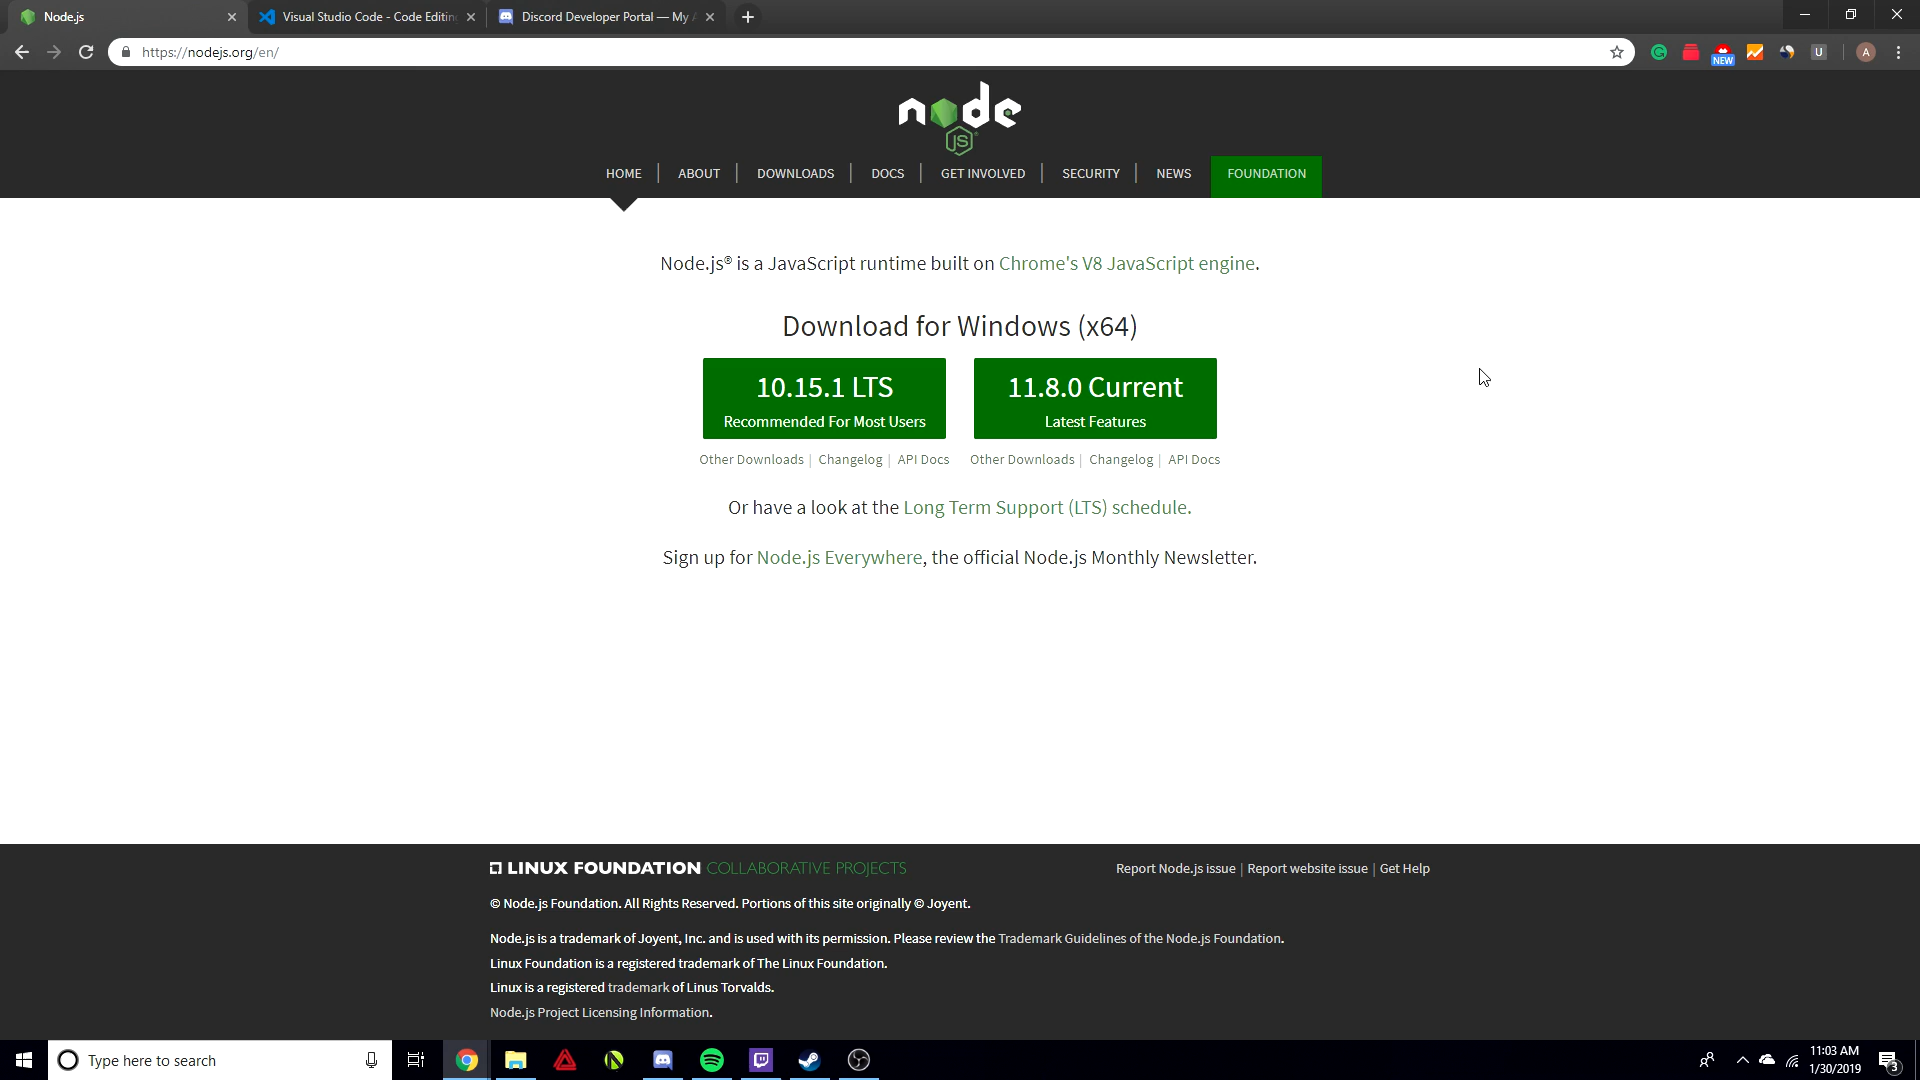 Node.js
Visual Studio Code - Code Editin
Discord Developer Portal — My
https://nodejs.org/en/
NEW
U
A
node
JS
HOME
ABOUT
DOWNLOADS
DOCS
GET INVOLVED
SECURITY
NEWS
FOUNDATION
Node.js® is a JavaScript runtime built on Chrome's V8 JavaScript engine.
Download for Windows (x64)
10.15.1 LTS
Recommended For Most Users
11.8.0 Current
Latest Features
Other Downloads | Changelog | API Docs
Other Downloads | Changelog | API Docs
Or have a look at the Long Term Support (LTS) schedule.
Sign up for Node.js Everywhere, the official Node.js Monthly Newsletter.
LINUX FOUNDATION COLLABORATIVE PROJECTS
Report Node.js issue | Report website issue | Get Help
© Node.js Foundation. All Rights Reserved. Portions of this site originally © Joyent.
Node.js is a trademark of Joyent, Inc. and is used with its permission. Please review the Trademark Guidelines of the Node.js Foundation.
Linux Foundation is a registered trademark of The Linux Foundation.
Linux is a registered trademark of Linus Torvalds.
Node.js Project Licensing Information.
Type here to search
11:03 AM
1/30/2019
3